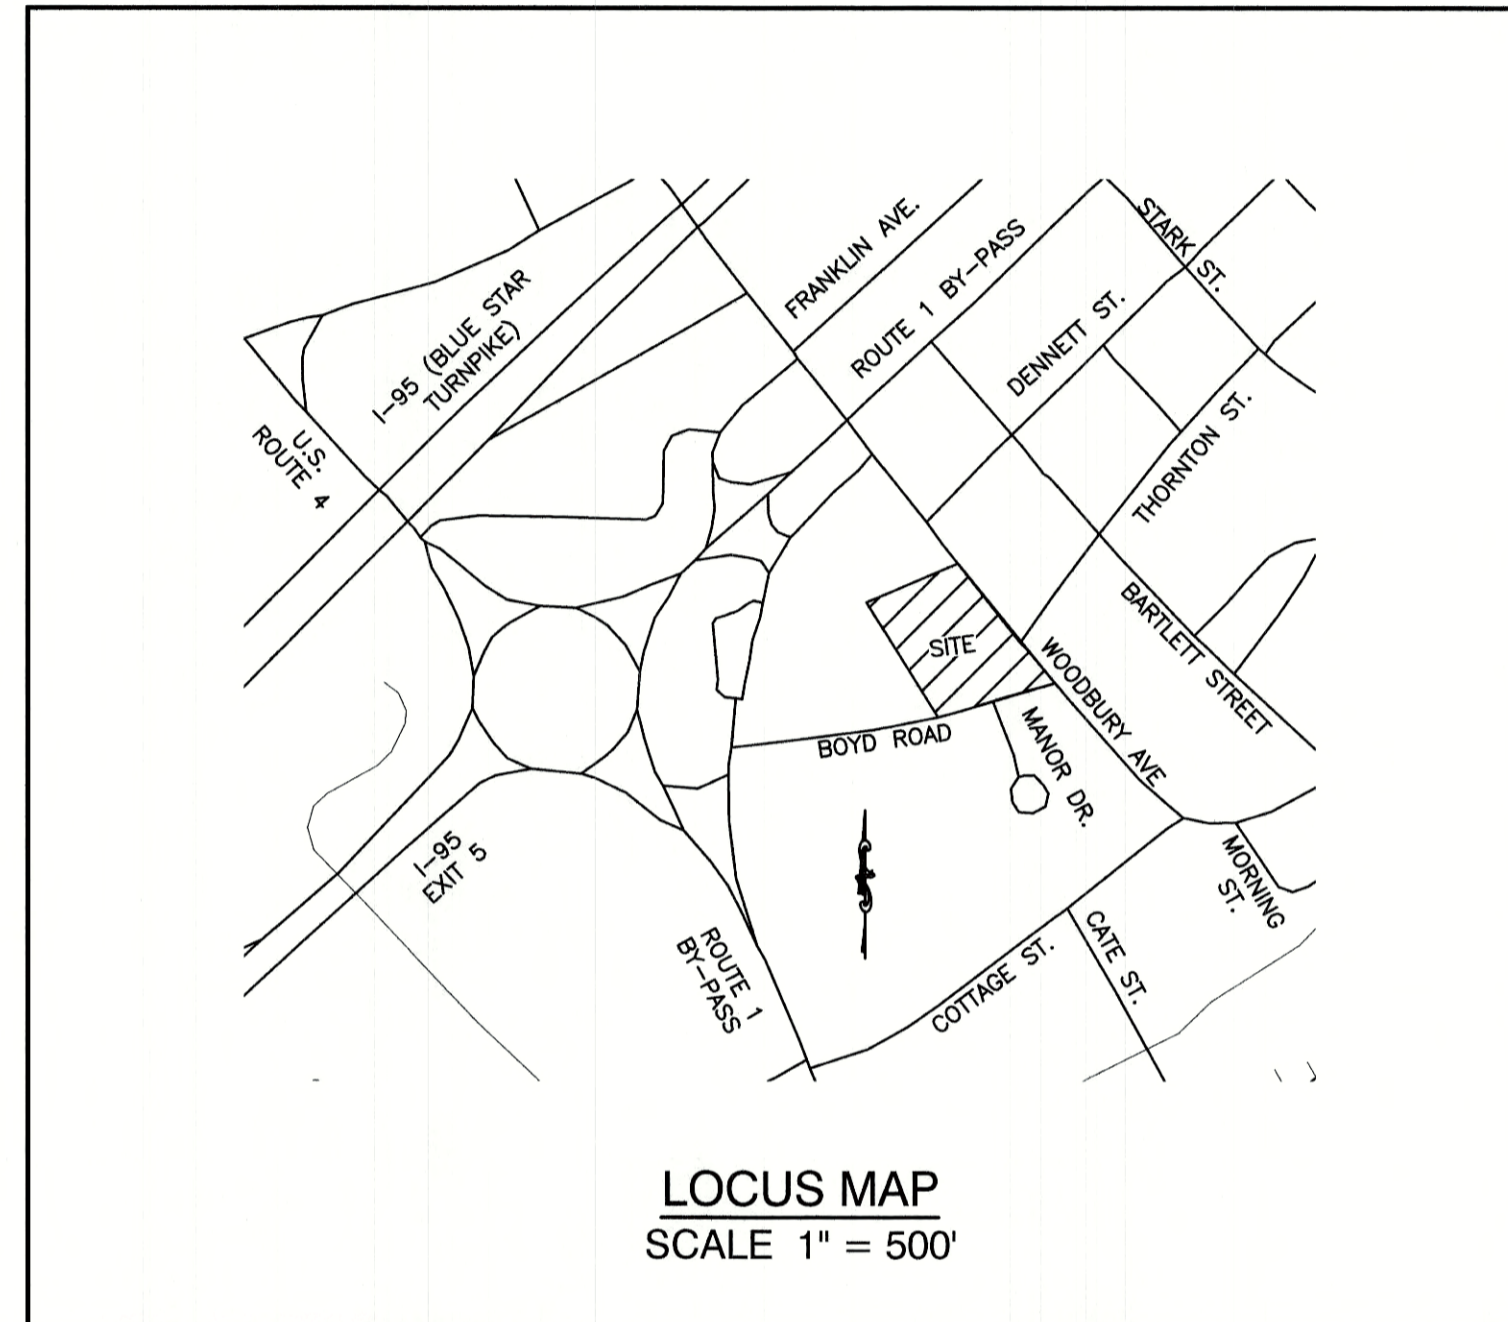 STARK ST.
FRANKLIN AVE.
ROUTE 1 BY-PASS
I-95 (BLUE STAR
TURNPIKE)
DENNETT ST.
U.S.
ROUTE 4
THORNTON ST.
BARTLETT STREET
SITE
WOODBURY AVE
BOYD ROAD
MANOR DR.
I-95
EXIT 5
MORNING
ST.
ROUTE 1
BY-PASS
COTTAGE ST.
CATE ST.
LOCUS MAP
SCALE 1" = 500'